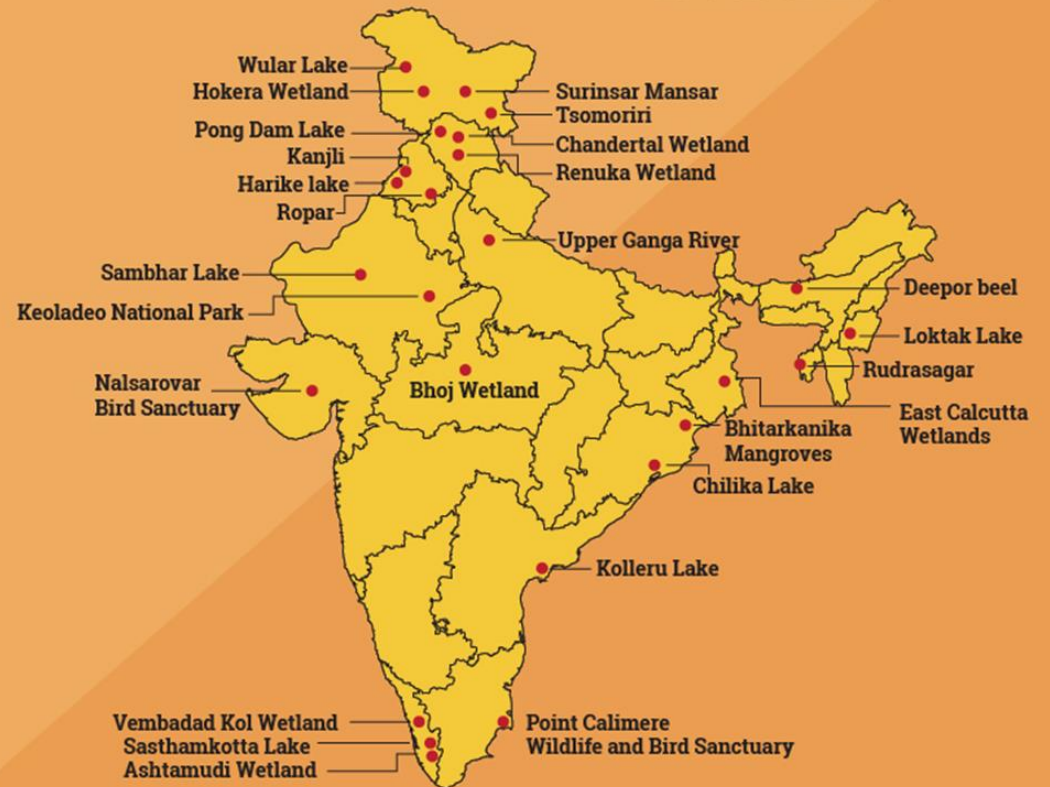 Wular Lake
Hokera Wetland
Surinsar Mansar
Tsomoriri
Pong Dam Lake
Chandertal Wetland
Kanjli
Renuka Wetland
Harike lake
Ropar
Upper Ganga River
Sambhar Lake
Deepor beel
Keoladeo National Park
Loktak Lake
Rudrasagar
Nalsarovar
Bird Sanctuary
Bhoj Wetland
East Calcutta
Wetlands
Bhitarkanika
Mangroves
Chilika Lake
Kolleru Lake
Vembadad Kol Wetland
Sasthamkotta Lake
Ashtamudi Wetland
Point Calimere
Wildlife and Bird Sanctuary